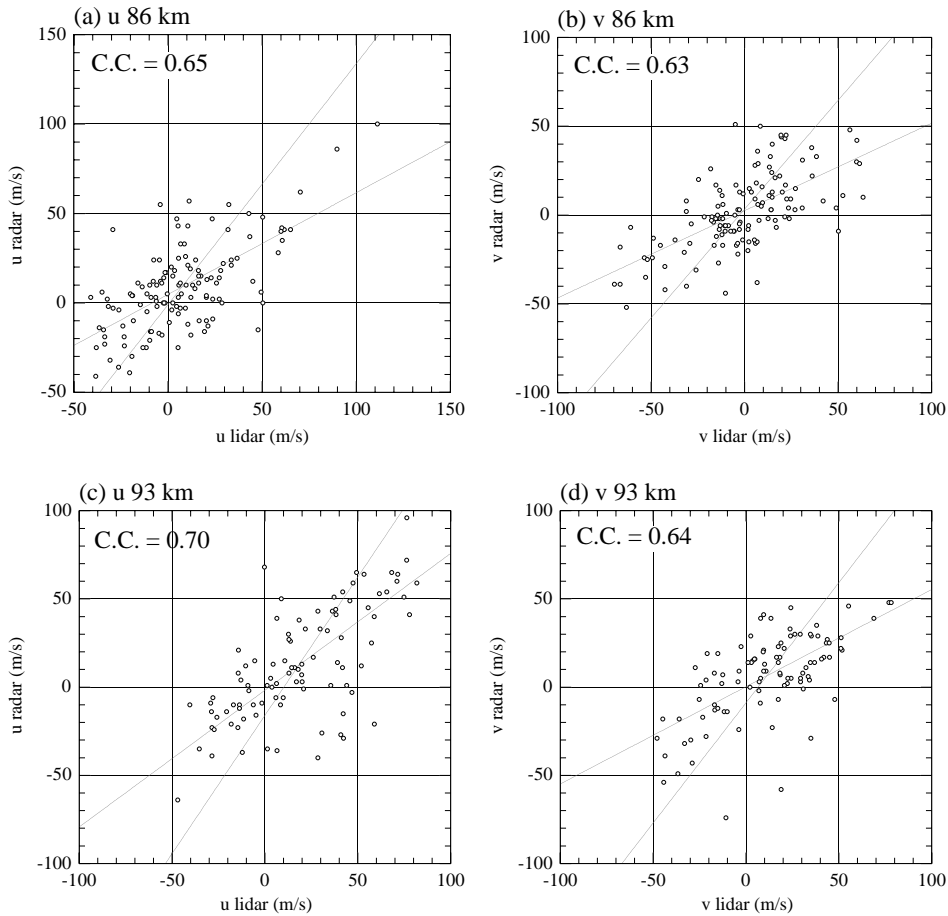 (a) u 86 km
C.C. = 0.65
150
100
50
0
-50
u radar (m/s)
-50 0 50 100 150
u lidar (m/s)
(b) v 86 km
C.C. = 0.63
100
50
0
-50
-100
v radar (m/s)
-100 -50 0 50 100
v lidar (m/s)
(c) u 93 km
C.C. = 0.70
100
50
0
-50
-100
u radar (m/s)
-100 -50 0 50 100
u lidar (m/s)
(d) v 93 km
C.C. = 0.64
100
50
0
-50
-100
v radar (m/s)
-100 -50 0 50 100
v lidar (m/s)